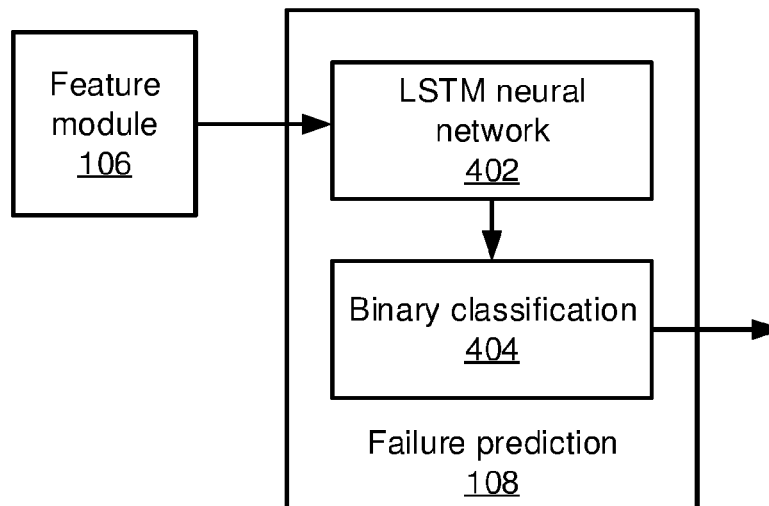 Feature
module
106
LSTM neural
network
402
Binary classification
404
Failure prediction
108